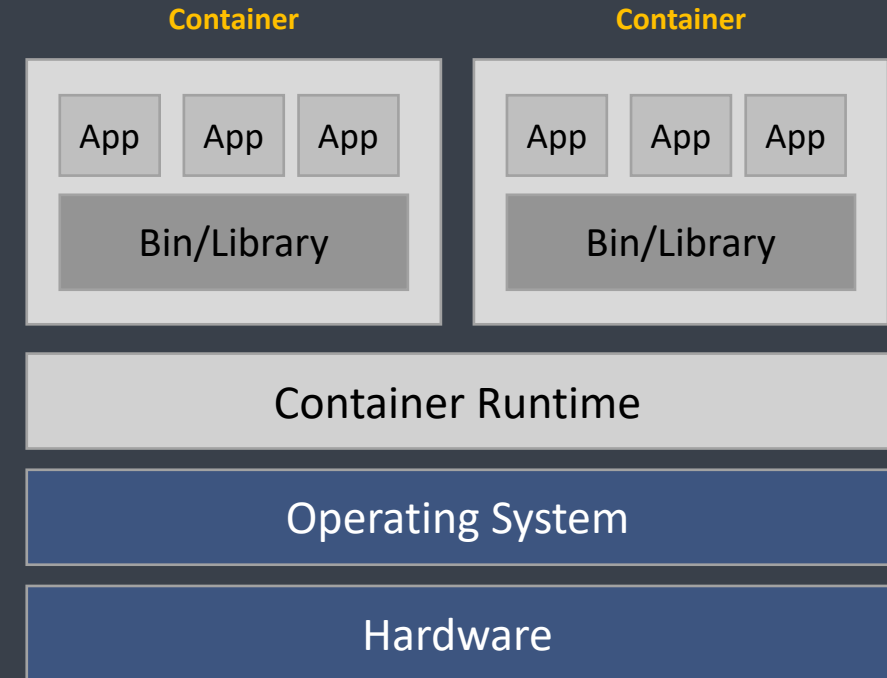 Container Container
App App App App App App
Bin/Library Bin/Library
Container Runtime
Operating System
Hardware